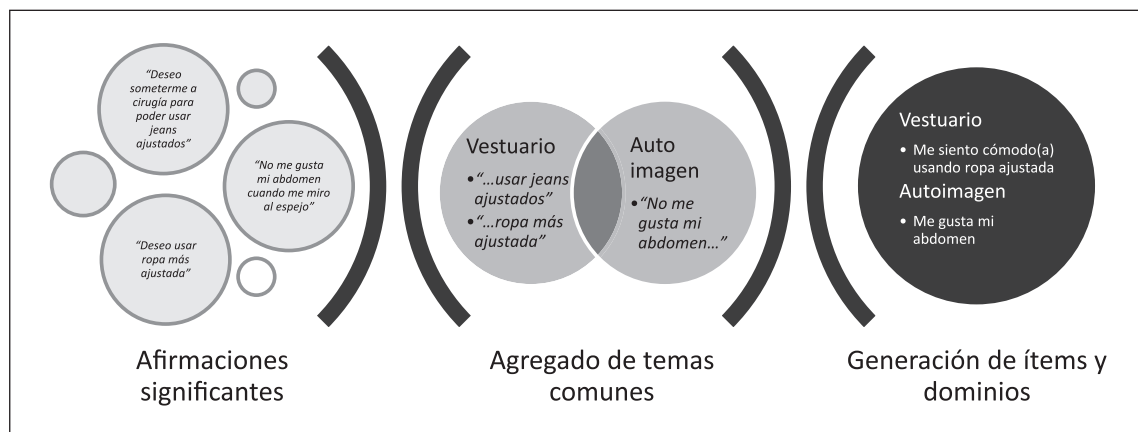 “Deseo
someterme a
cirugía para
poder usar
jeans
ajustados”
“No me gusta
mi abdomen
cuando me miro
al espejo”
“Deseo usar
ropa más
ajustada”
Afirmaciones
significantes
Vestuario
•“...usar jeans
ajustados”
•“...ropa más
ajustada”
Auto
imagen
•“No me
gusta mi
abdomen...”
Agregado de temas
comunes
Vestuario
• Me siento cómodo(a)
usando ropa ajustada
Autoimagen
• Me gusta mi
abdomen
Generación de ítems y
dominios